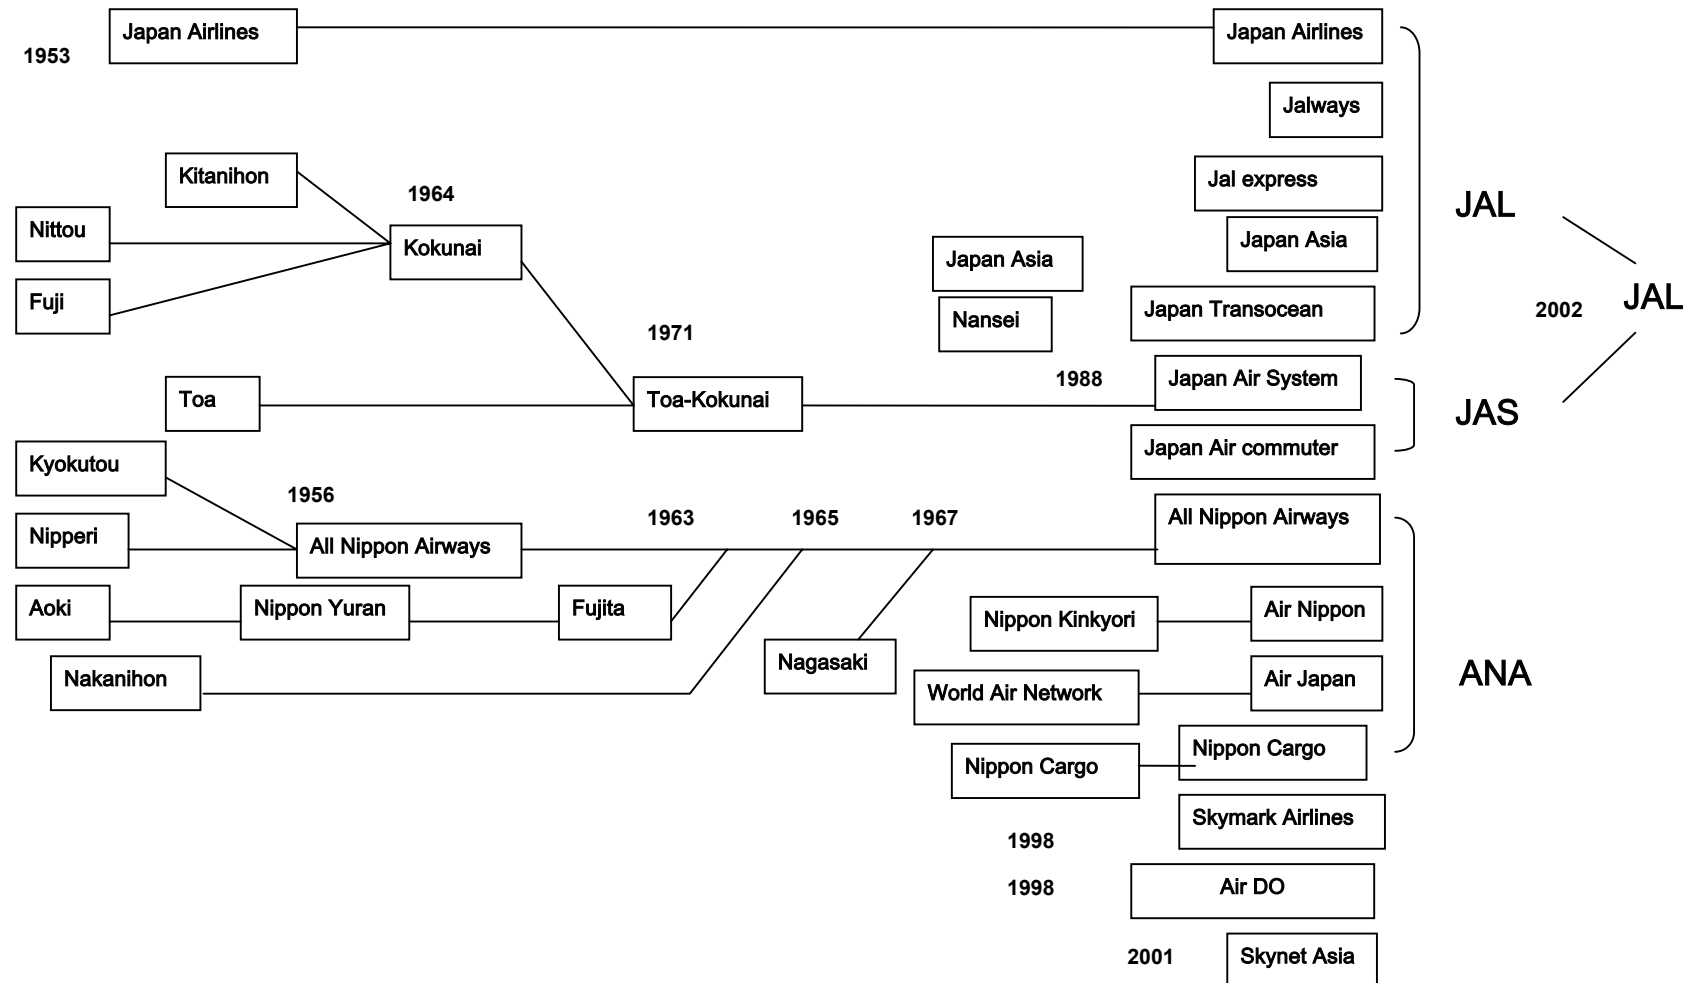 Japan Airlines
Japan Airlines
1953
Jalways
Kitanihon
Jal express
1964
JAL
Nittou
Kokunai
Japan Asia
Japan Asia
Fuji
Nansei
Japan Transocean
2002
JAL
1971
Toa
Toa-Kokunai
1988
Japan Air System
JAS
Japan Air commuter
Kyokutou
1956
1963
1965
1967
All Nippon Airways
Nipperi
All Nippon Airways
Aoki
Nippon Yuran
Fujita
Nippon Kinkyori
Air Nippon
Nakanihon
Nagasaki
World Air Network
Air Japan
ANA
Nippon Cargo
Nippon Cargo
Skymark Airlines
1998
1998
Air DO
2001
Skynet Asia